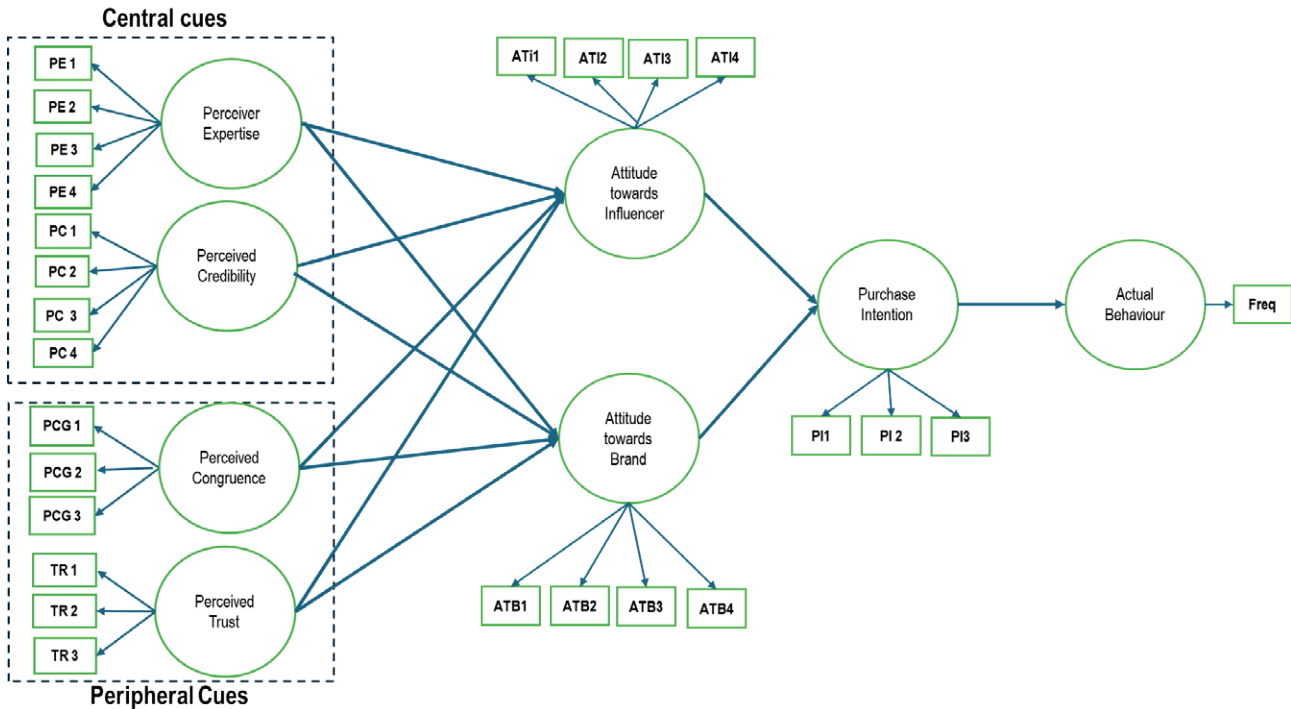 Central cues
PE 1
PE 2
PE 3
PE 4
Perceiver
Expertise
PC 1
PC 2
PC 3
PC 4
Perceived
Credibility
PCG 1
PCG 2
PCG 3
Perceived
Congruence
TR 1
TR 2
TR 3
Perceived
Trust
Peripheral Cues
ATi1
ATI2
ATI3
ATI4
Attitude
towards
Influencer
Attitude
towards
Brand
ATB1
ATB2
ATB3
ATB4
Purchase
Intention
PI1
PI 2
PI3
Actual
Behaviour
Freq